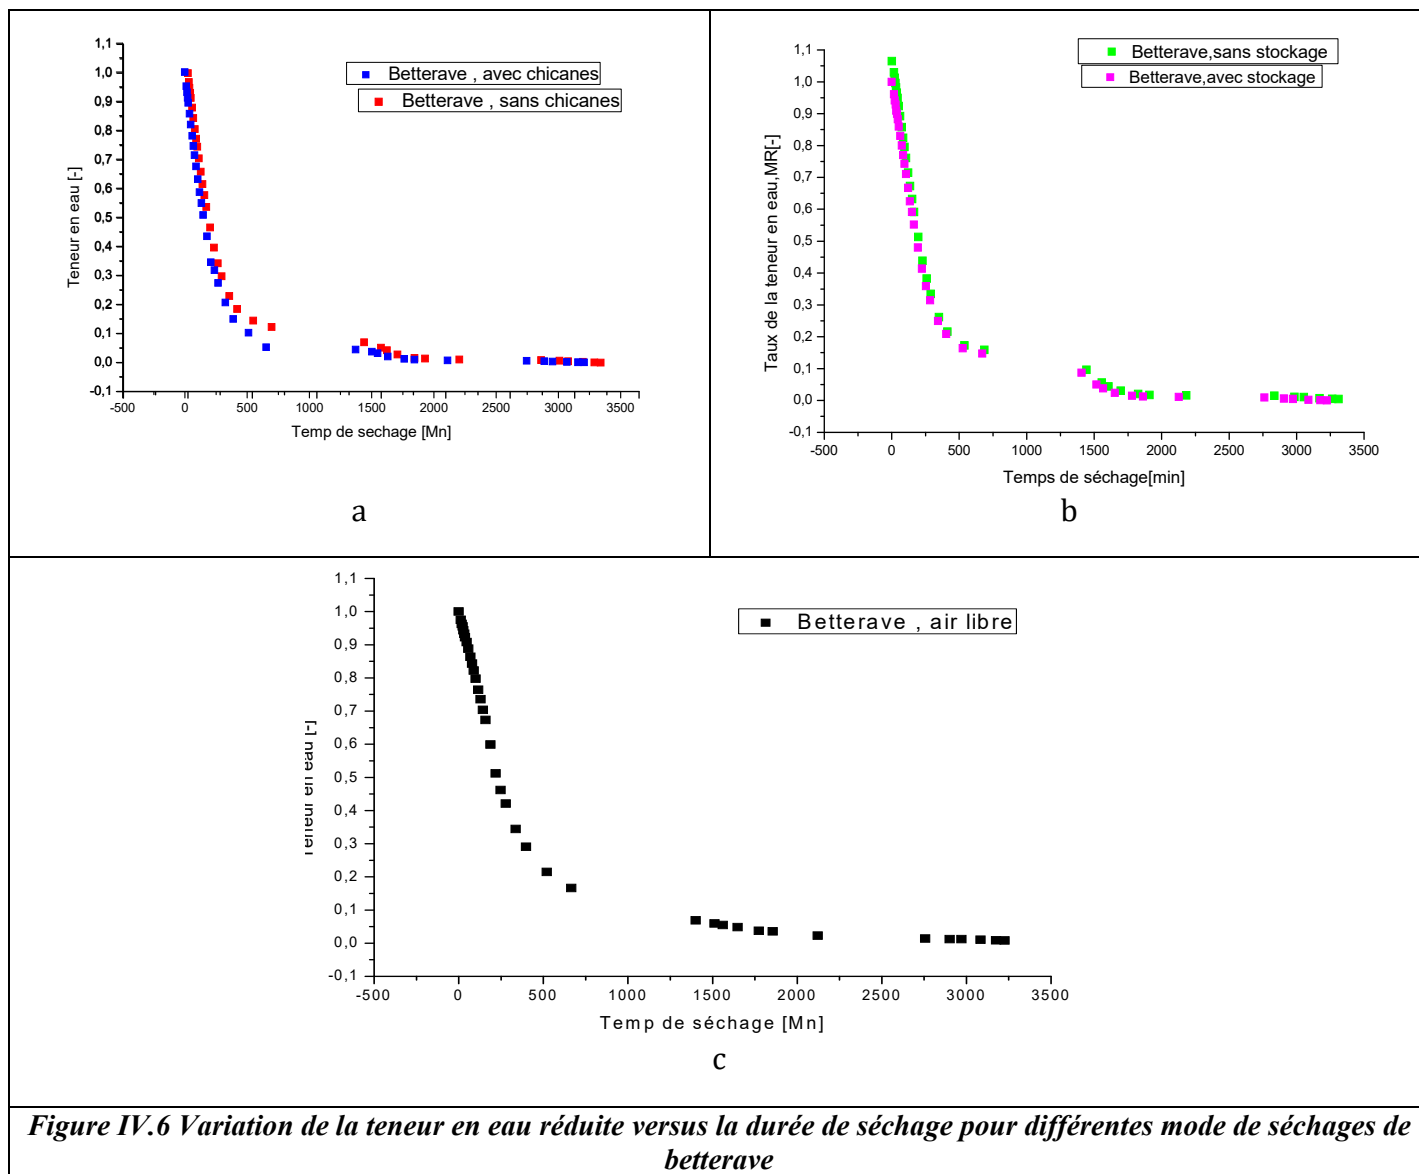 1,1
1,0
0,9
0,8
0,7
0,6
0,5
0,4
0,3
0,2
0,1
0,0
-0,1
Teneur en eau [-]
Betterave , avec chicanes
Betterave , sans chicanes
-500 0 500 1000 1500 2000 2500 3000 3500
Temp de sechage [Mn]
a
1,1
1,0
0,9
0,8
0,7
0,6
0,5
0,4
0,3
0,2
0,1
0,0
-0,1
Taux de la teneur en eau,MR[-]
Betterave,sans stockage
Betterave,avec stockage
-500 0 500 1000 1500 2000 2500 3000 3500
Temps de séchage[min]
b
1,1
1,0
0,9
0,8
0,7
0,6
0,5
0,4
0,3
0,2
0,1
0,0
-0,1
Teneur en eau [-]
Betterave , air libre
-500 0 500 1000 1500 2000 2500 3000 3500
Temp de séchage [Mn]
c
Figure IV.6 Variation de la teneur en eau réduite versus la durée de séchage pour différentes mode de séchages de
betterave